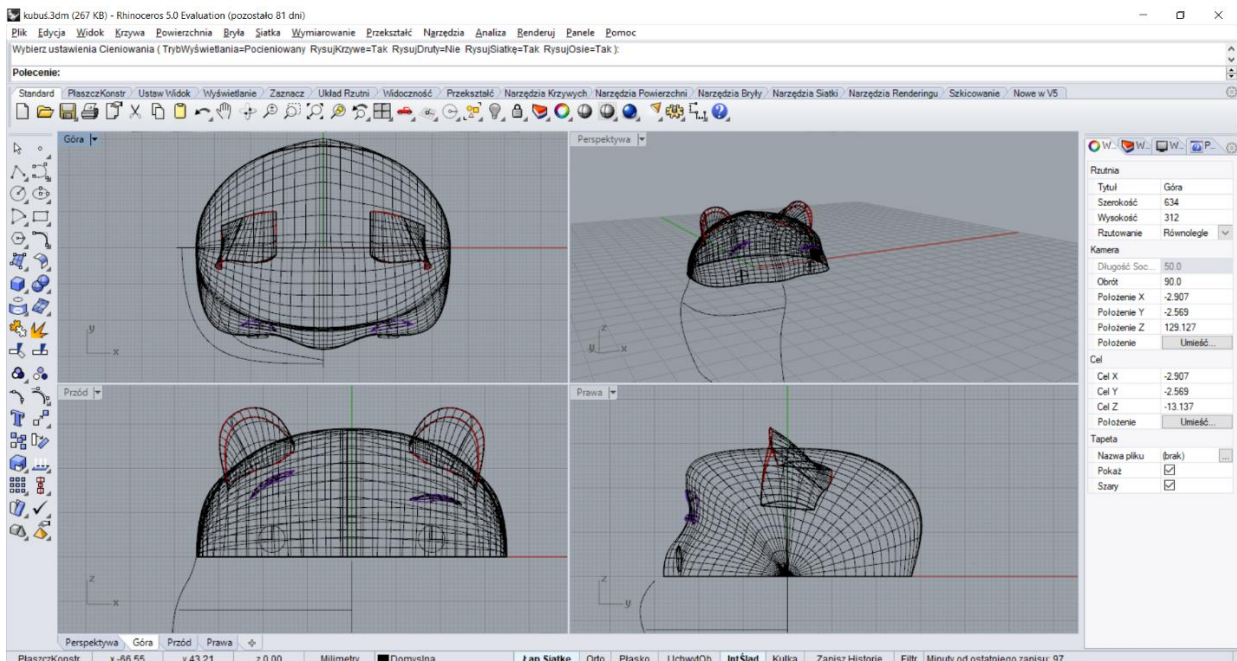 kubuś.3dm (267 KB) - Rhinoceros 5.0 Evaluation (pozostało 81 dni)
Plik Edycja Widok Krzywa Powierzchnia Bryła Siatka Wymiarowanie Przekształć Narzędzia Analiza Renderuj Panele Pomoc
Wybierz ustawienia Cieniowania ( TrybWyświetlania=Pocieniowany RysujKrzywe=Tak RysujDruty=Nie RysujSiatkę=Tak RysujOsie=Tak ):
Polecenie:
Standard PłaszczKonstr Ustaw Widok Wyświetlanie Zaznacz Układ Rzutni Widoczność Przekształć Narzędzia Krzywych Narzędzia Powierzchni Narzędzia Bryły Narzędzia Siatki Narzędzia Renderingu Szkicowanie Nowe w V5
Góra
y
x
Perspektywa
z
y x
Przód
z
x
Prawa
z
y
W... W... W... P...
Rzutnia
Tytuł Góra
Szerokość 634
Wysokość 312
Rzutowanie Równolegle
Kamera
Długość Soc... 50.0
Obrót 90.0
Położenie X -2.907
Położenie Y -2.569
Położenie Z 129.127
Położenie Umieść...
Cel
Cel X -2.907
Cel Y -2.569
Cel Z -13.137
Położenie Umieść...
Tapeta
Nazwa pliku (brak) ...
Pokaż
Szary
Perspektywa Góra Przód Prawa
PłaszczKonstr x -66.55 y 43.21 z 0.00 Milimetry Domyślna Łap Siatkę Orto Płasko UchwytOb IntŚlad Kulka Zapisz Historię Filtr Minuty od ostatniego zapisu: 97